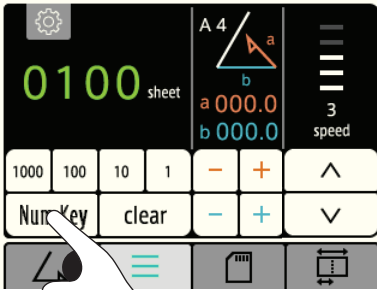 A 4
a
b
0100 sheet
a 000.0
b 000.0
3
speed
1000 100 10 1 - +
Num Key clear - +